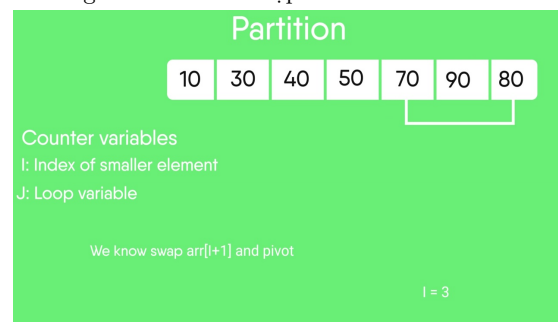 Partition
10 30 40 50 70 90 80
Counter variables
I: Index of smaller element
J: Loop variable
We know swap arr[I+1] and pivot
I = 3